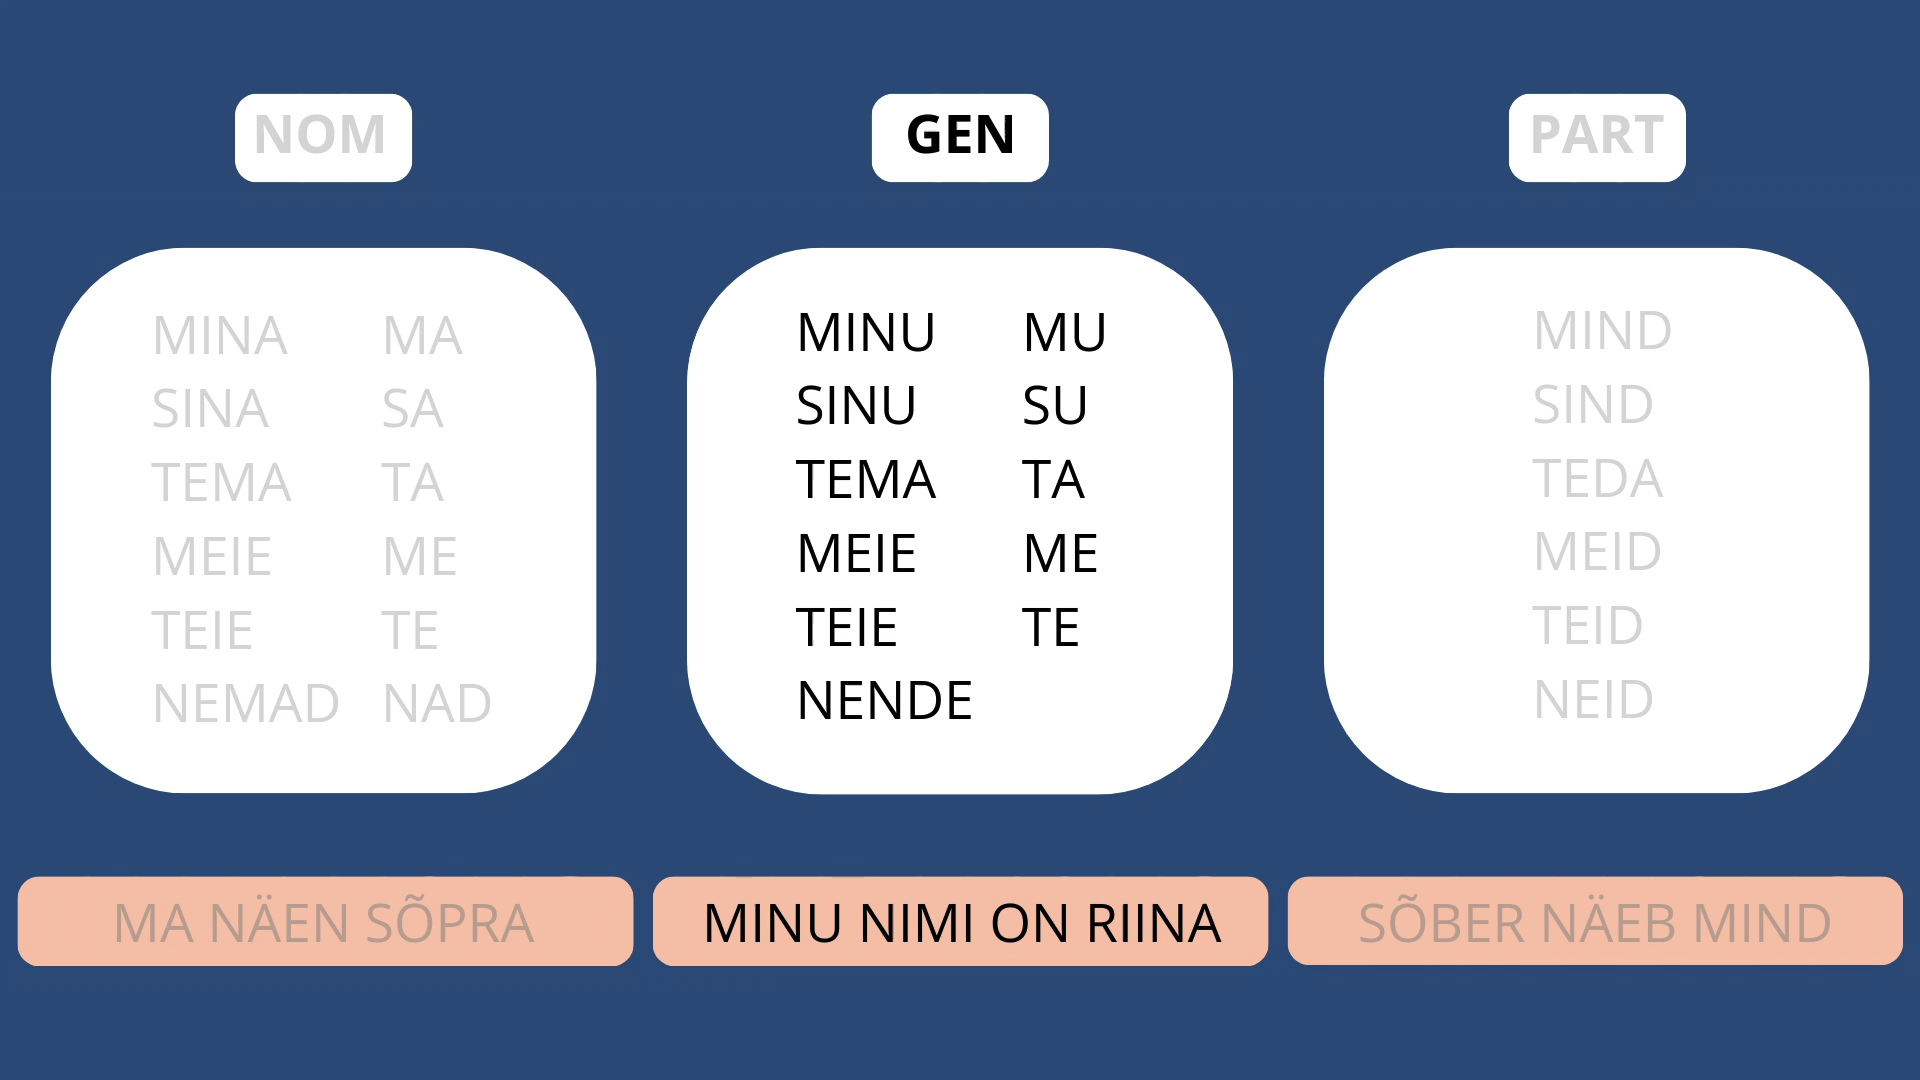 NOM
MINA MA
SINA SA
TEMA TA
MEIE ME
TEIE TE
NEMAD NAD
MA NÄEN SÕPRA
GEN
MINU MU
SINU SU
TEMA TA
MEIE ME
TEIE TE
NENDE
MINU NIMI ON RIINA
PART
MIND
SIND
TEDA
MEID
TEID
NEID
SÕBER NÄEB MIND